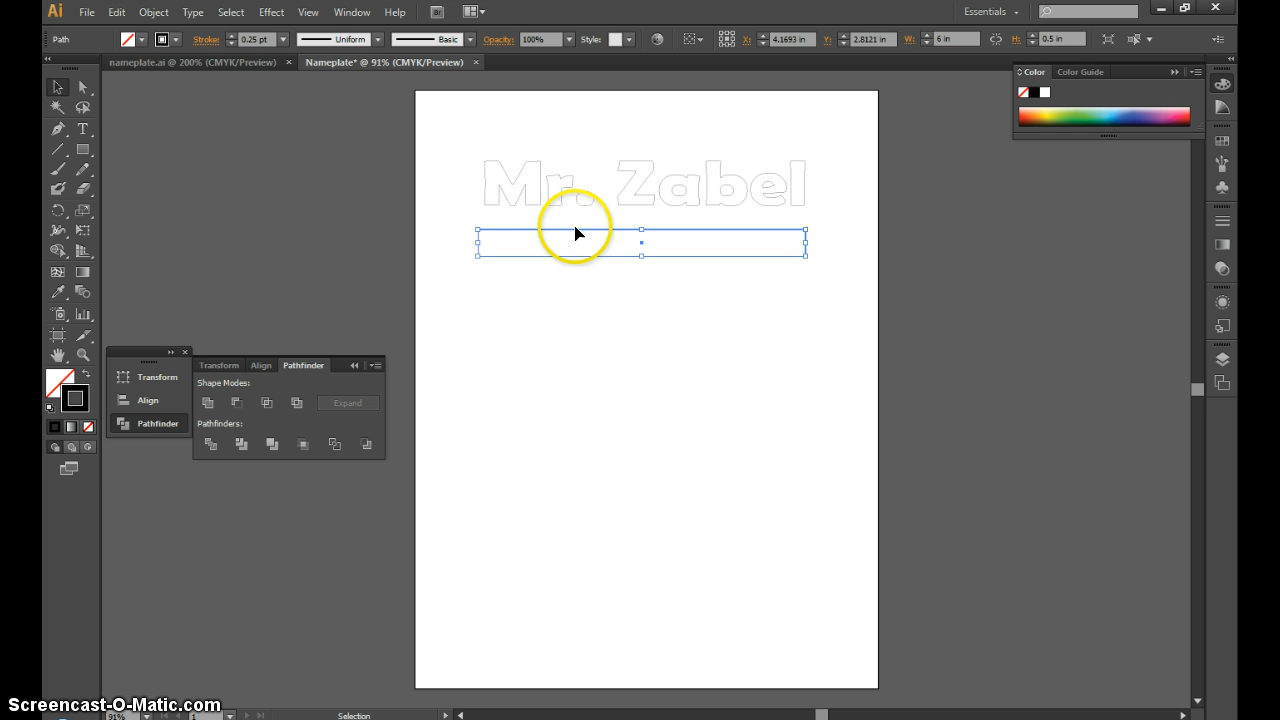 Ai File Edit Object Type Select Effect View Window Help Br Essentials
Path Stroke: 0.25 pt Uniform Basic Opacity: 100% Style: X: 4.1693 in Y: 2.8121 in W: 6 in H: 0.5 in
nameplate.ai @ 200% (CMYK/Preview) × Nameplate* @ 91% (CMYK/Preview) ×
Color Color Guide
T
Mr. Zabel
Transform
Align
Pathfinder
Transform Align Pathfinder
Shape Modes:
Expand
Pathfinders:
Screencast-O-Matic.com
91% 1 Selection